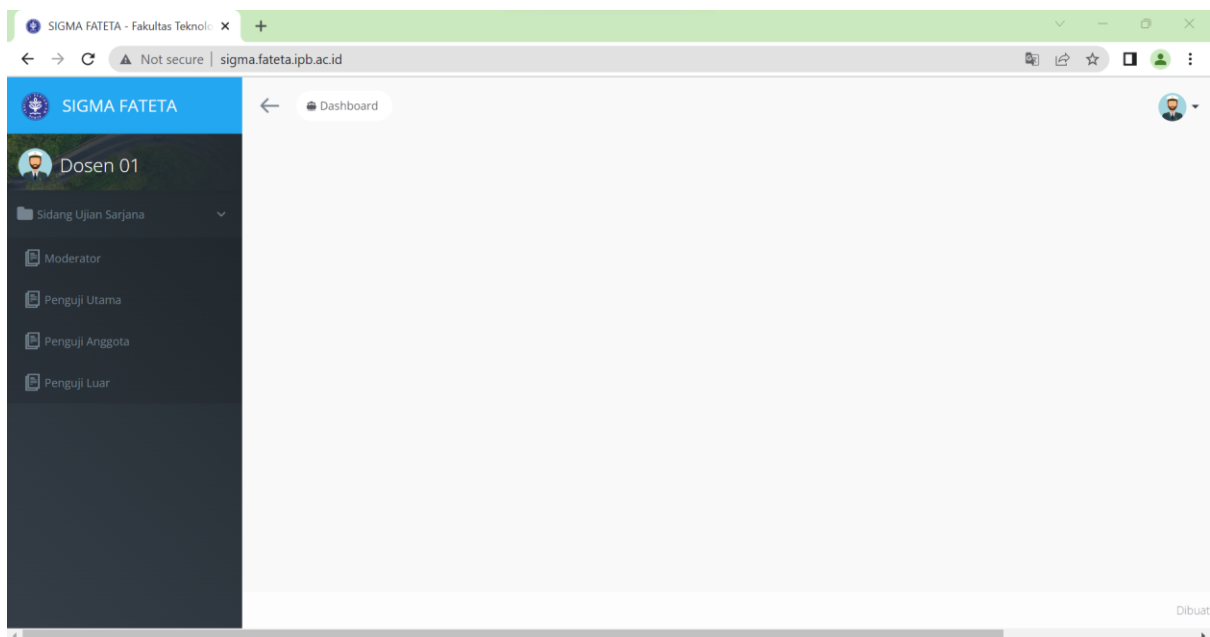 SIGMA FATETA - Fakultas Teknolo
Not secure | sigma.fateta.ipb.ac.id
SIGMA FATETA
Dashboard
Dosen 01
Sidang Ujian Sarjana
Moderator
Penguji Utama
Penguji Anggota
Penguji Luar
Dibuat